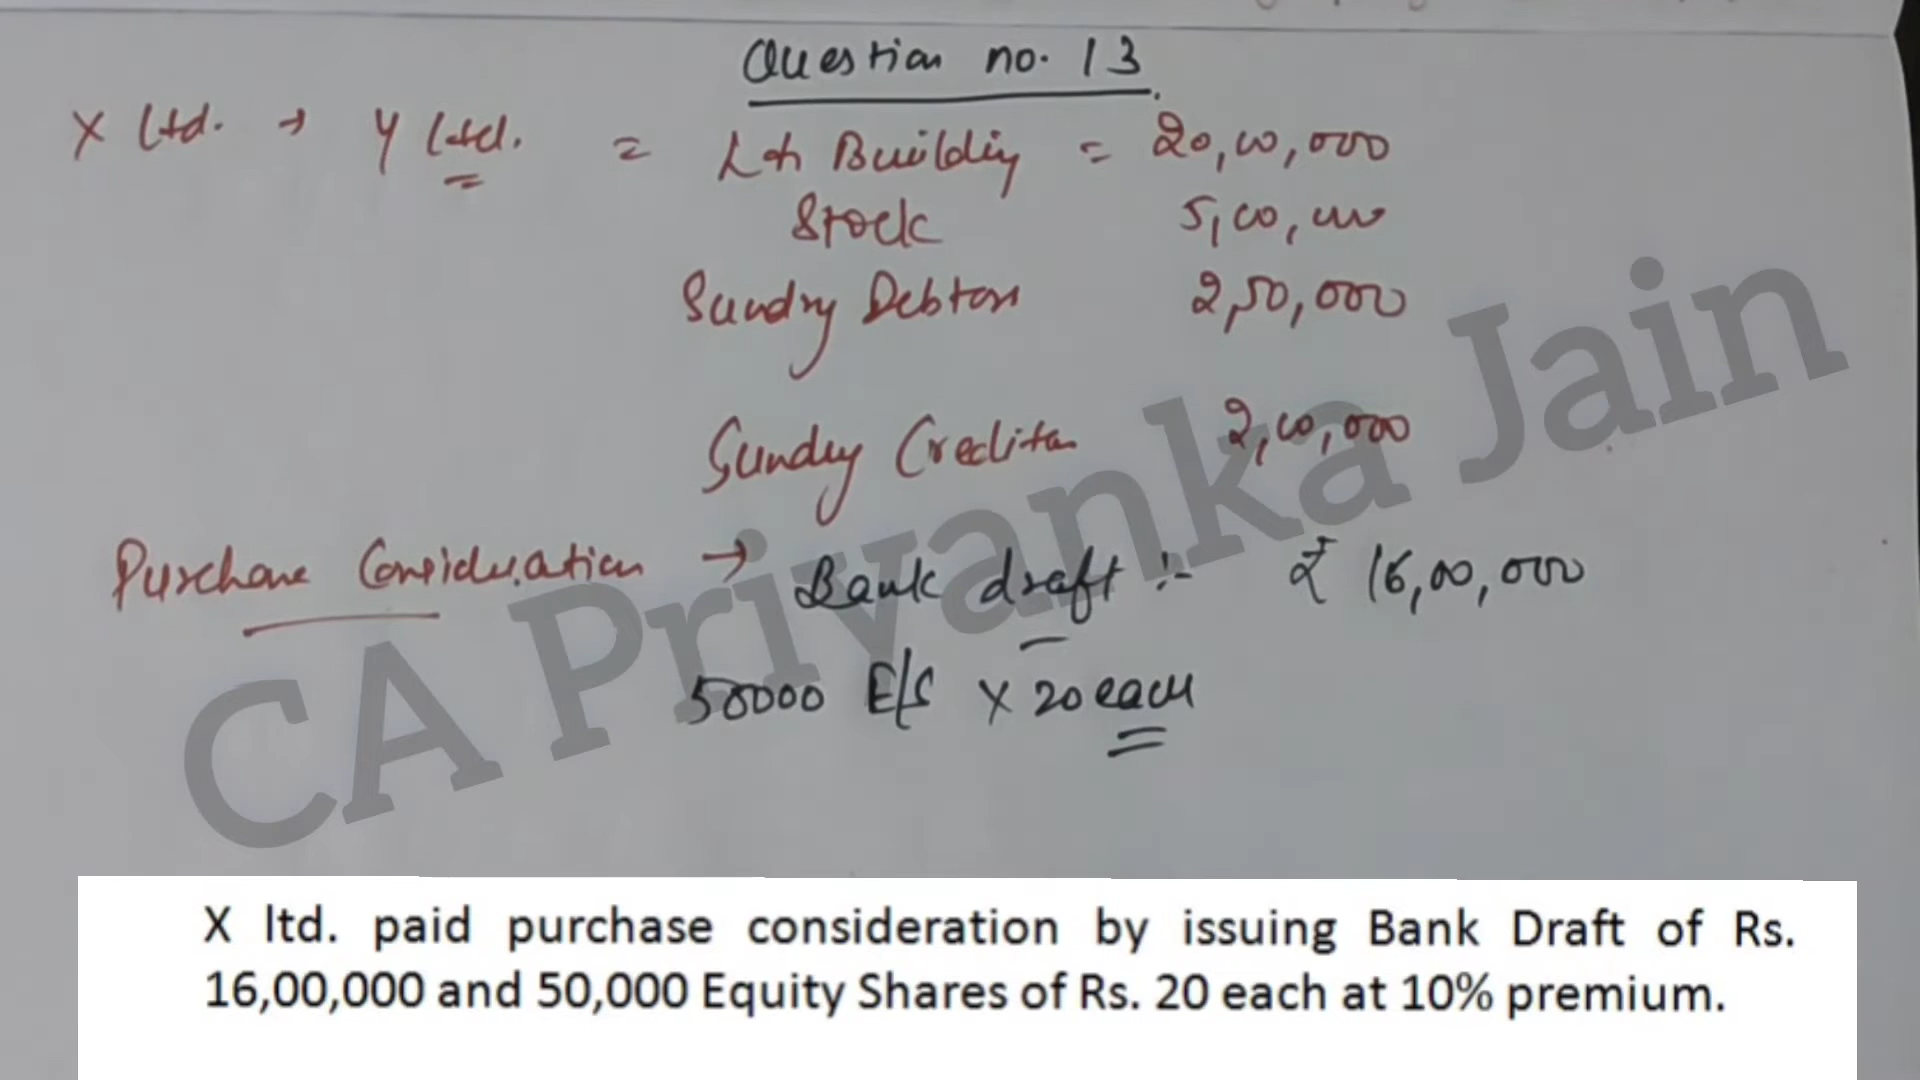 Question no. 13
X Ltd. → Y Ltd. = L&h Building = 20,00,000
Stock 5,00,000
Sundry Debtors 2,50,000
Sundry Creditors 2,00,000
Purchase Consideration → Bank draft :- ₹ 16,00,000
50000 E/S X 20 each
CA Priyanka Jain
X ltd. paid purchase consideration by issuing Bank Draft of Rs.
16,00,000 and 50,000 Equity Shares of Rs. 20 each at 10% premium.